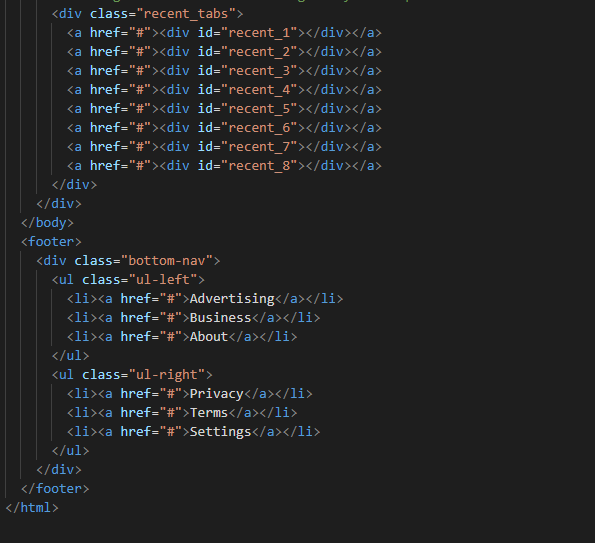 <div class="recent_tabs">
<a href="#"><div id="recent_1"></div></a>
<a href="#"><div id="recent_2"></div></a>
<a href="#"><div id="recent_3"></div></a>
<a href="#"><div id="recent_4"></div></a>
<a href="#"><div id="recent_5"></div></a>
<a href="#"><div id="recent_6"></div></a>
<a href="#"><div id="recent_7"></div></a>
<a href="#"><div id="recent_8"></div></a>
</div>
</div>
</body>
<footer>
<div class="bottom-nav">
<ul class="ul-left">
<li><a href="#">Advertising</a></li>
<li><a href="#">Business</a></li>
<li><a href="#">About</a></li>
</ul>
<ul class="ul-right">
<li><a href="#">Privacy</a></li>
<li><a href="#">Terms</a></li>
<li><a href="#">Settings</a></li>
</ul>
</div>
</footer>
</html>